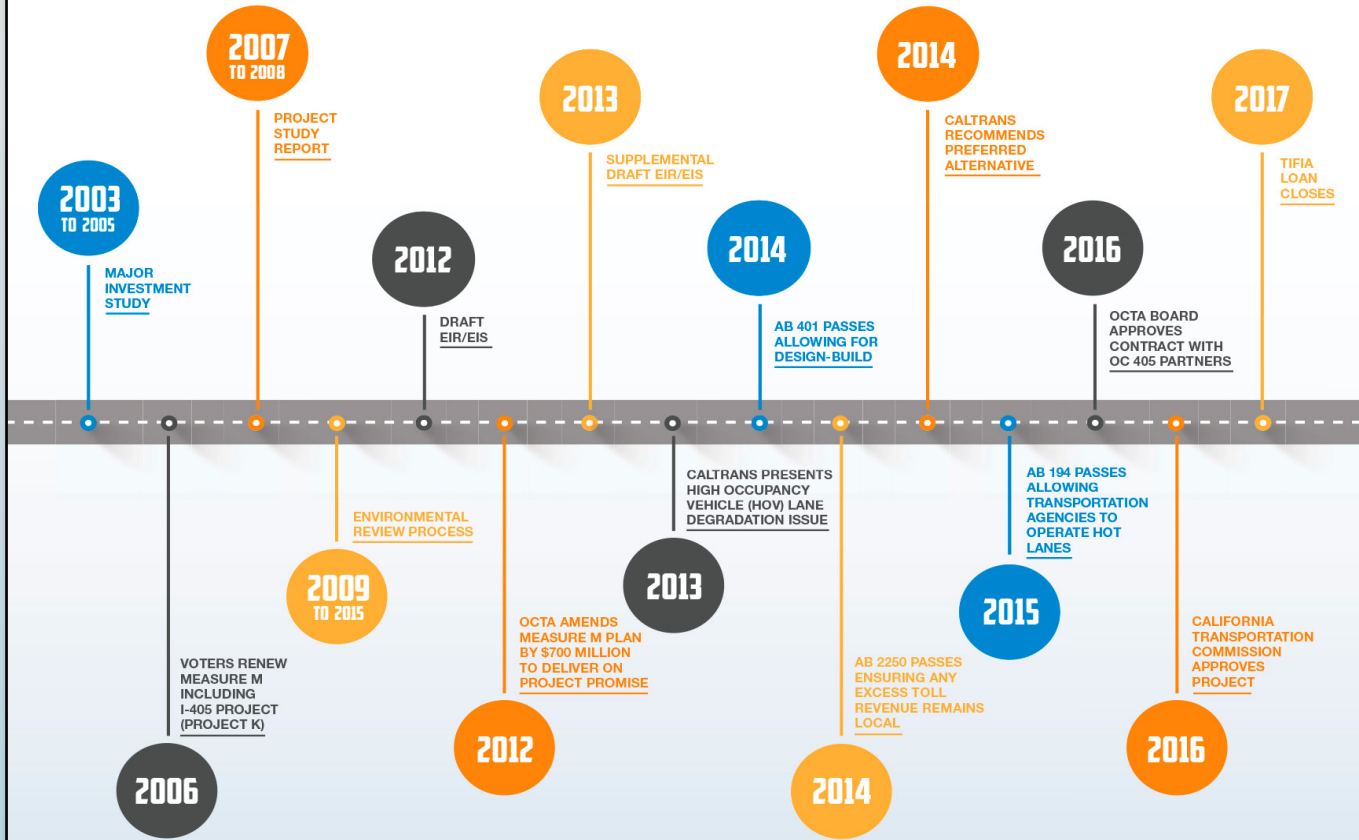 2003
TO 2005
MAJOR
INVESTMENT
STUDY
2006
VOTERS RENEW
MEASURE M
INCLUDING
I-405 PROJECT
(PROJECT K)
2007
TO 2008
PROJECT
STUDY
REPORT
2009
TO 2015
ENVIRONMENTAL
REVIEW PROCESS
2012
DRAFT
EIR/EIS
2012
OCTA AMENDS
MEASURE M PLAN
BY $700 MILLION
TO DELIVER ON
PROJECT PROMISE
2013
SUPPLEMENTAL
DRAFT EIR/EIS
2013
CALTRANS PRESENTS
HIGH OCCUPANCY
VEHICLE (HOV) LANE
DEGRADATION ISSUE
2014
AB 401 PASSES
ALLOWING FOR
DESIGN-BUILD
2014
AB 2250 PASSES
ENSURING ANY
EXCESS TOLL
REVENUE REMAINS
LOCAL
2014
CALTRANS
RECOMMENDS
PREFERRED
ALTERNATIVE
2015
AB 194 PASSES
ALLOWING
TRANSPORTATION
AGENCIES TO
OPERATE HOT
LANES
2016
OCTA BOARD
APPROVES
CONTRACT WITH
OC 405 PARTNERS
2016
CALIFORNIA
TRANSPORTATION
COMMISSION
APPROVES
PROJECT
2017
TIFIA
LOAN
CLOSES